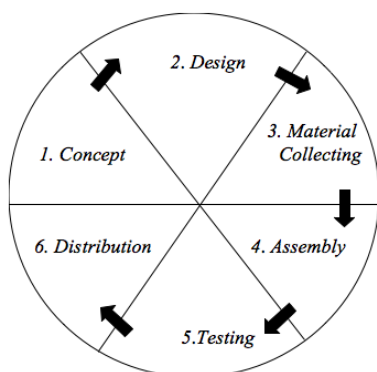 1. Concept
2. Design
3. Material
Collecting
4. Assembly
5.Testing
6. Distribution